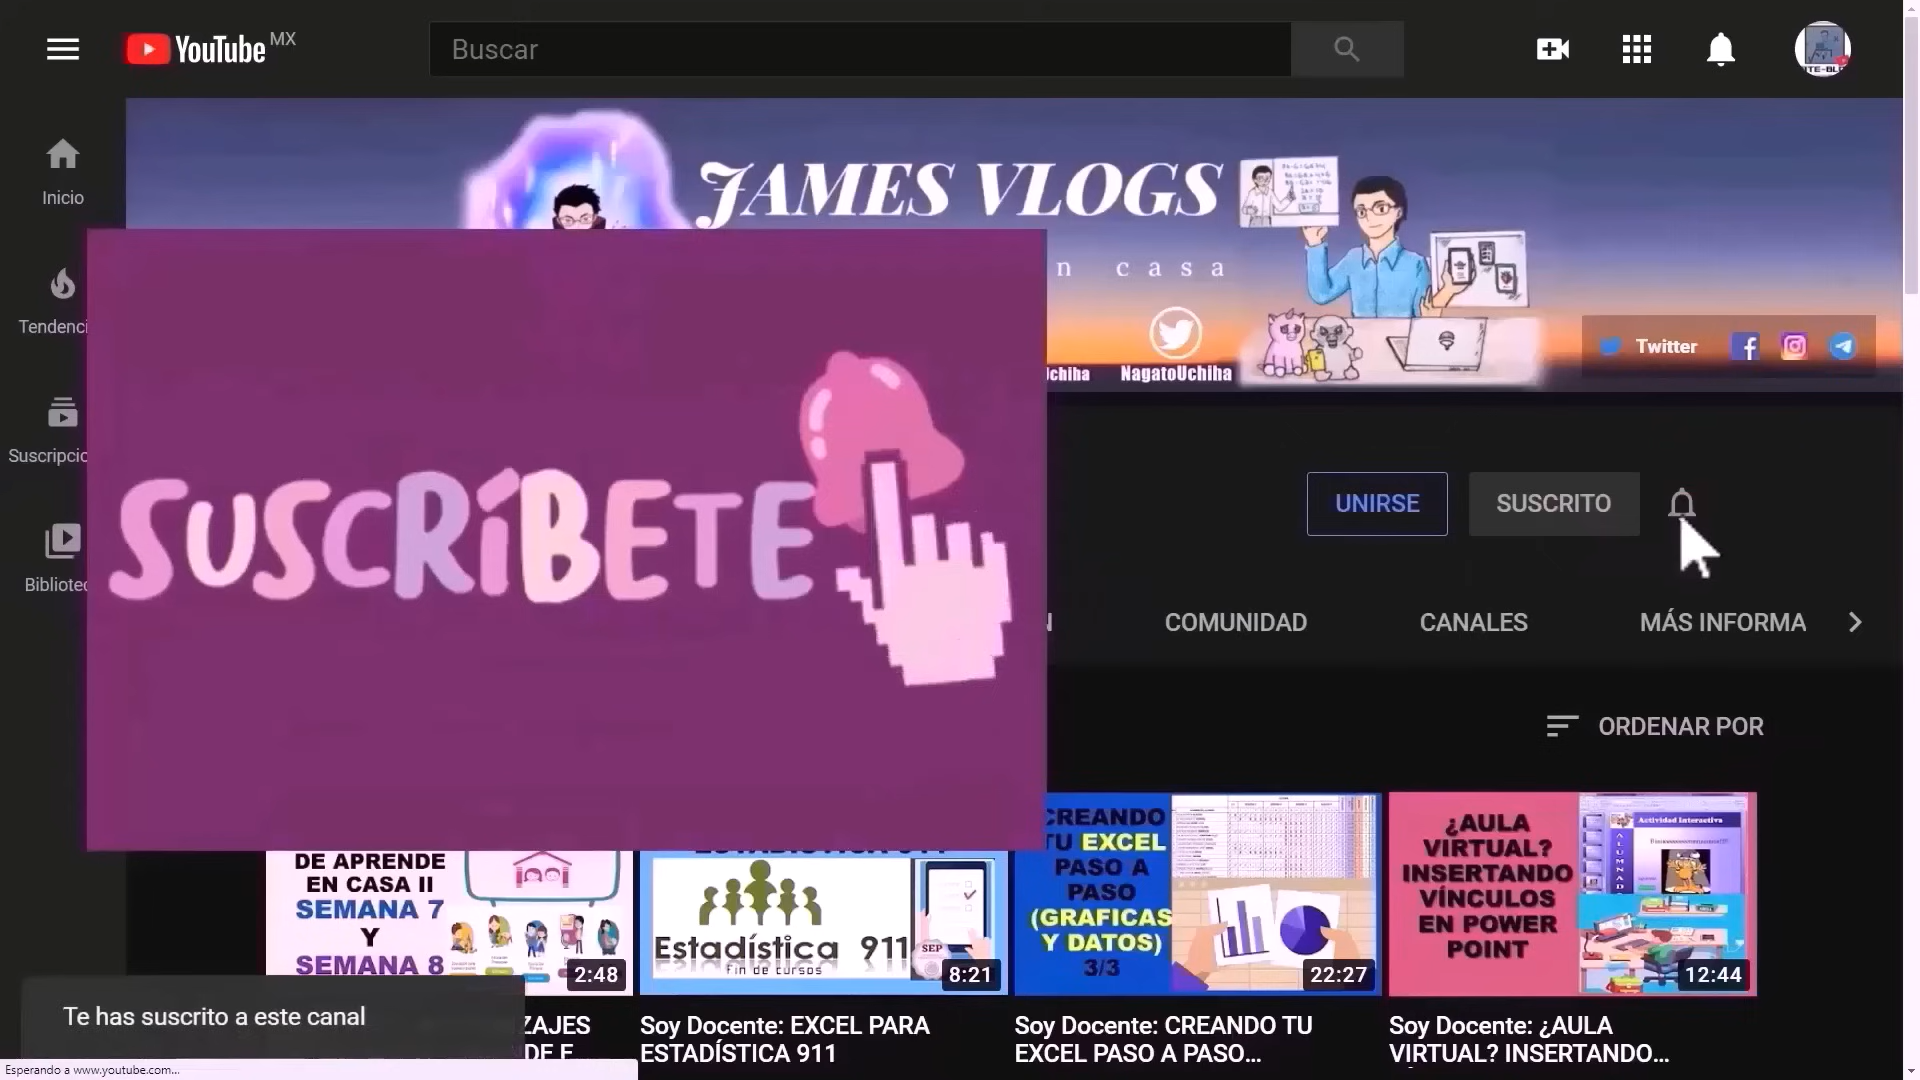 YouTube MX
Buscar
Inicio
JAMES VLOGS
n casa
Uchiha
NagatoUchiha
Twitter
Tendenci
Suscripcio
Bibliotec
SUSCRÍBETE
UNIRSE
SUSCRITO
N
COMUNIDAD
CANALES
MÁS INFORMA
ORDENAR POR
DE APRENDE
EN CASA II
SEMANA 7
Y
SEMANA 8
2:48
Estadística 911
fin de cursos
SEP
8:21
CREANDO
TU EXCEL
PASO A
PASO
(GRAFICAS
Y DATOS)
3/3
22:27
¿AULA
VIRTUAL?
INSERTANDO
VÍNCULOS
EN POWER
POINT
Actividad Interactiva
ALUMNAD
12:44
ZAJES
DE E
Soy Docente: EXCEL PARA
ESTADÍSTICA 911
Soy Docente: CREANDO TU
EXCEL PASO A PASO...
Soy Docente: ¿AULA
VIRTUAL? INSERTANDO...
Te has suscrito a este canal
Esperando a www.youtube.com...